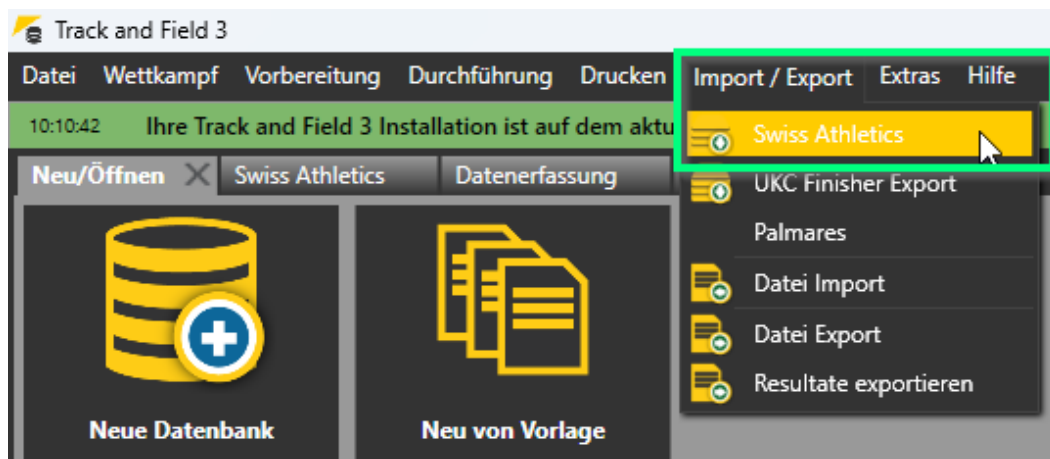 Track and Field 3
Datei Wettkampf Vorbereitung Durchführung Drucken Import / Export Extras Hilfe
10:10:42 Ihre Track and Field 3 Installation ist auf dem aktu
Neu/Öffnen Swiss Athletics Datenerfassung
Swiss Athletics
UKC Finisher Export
Palmares
Datei Import
Datei Export
Resultate exportieren
Neue Datenbank
Neu von Vorlage